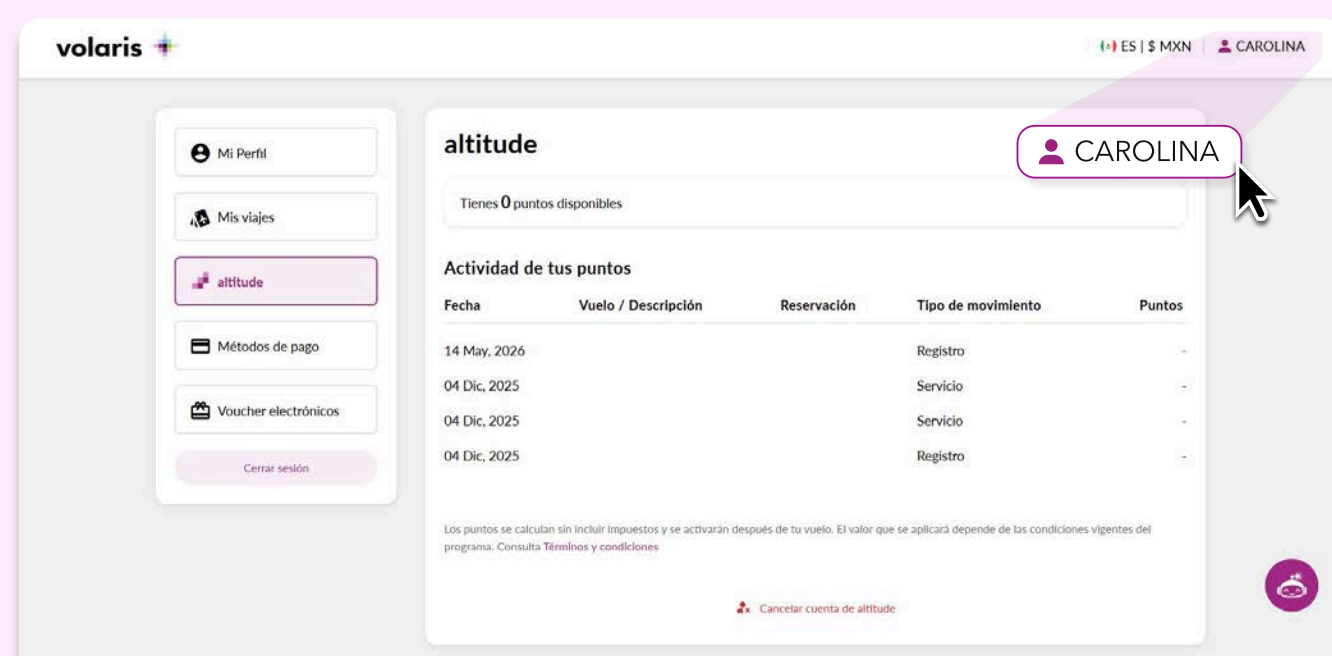 volaris
ES | $ MXN CAROLINA
CAROLINA
Mi Perfil
Mis viajes
altitude
Métodos de pago
Voucher electrónicos
Cerrar sesión
altitude
Tienes 0 puntos disponibles
Actividad de tus puntos
Fecha Vuelo / Descripción Reservación Tipo de movimiento Puntos
14 May, 2026 Registro -
04 Dic, 2025 Servicio -
04 Dic, 2025 Servicio -
04 Dic, 2025 Registro -
Los puntos se calculan sin incluir impuestos y se activarán después de tu vuelo. El valor que se aplicará depende de las condiciones vigentes del
programa. Consulta Términos y condiciones
Cancelar cuenta de altitude